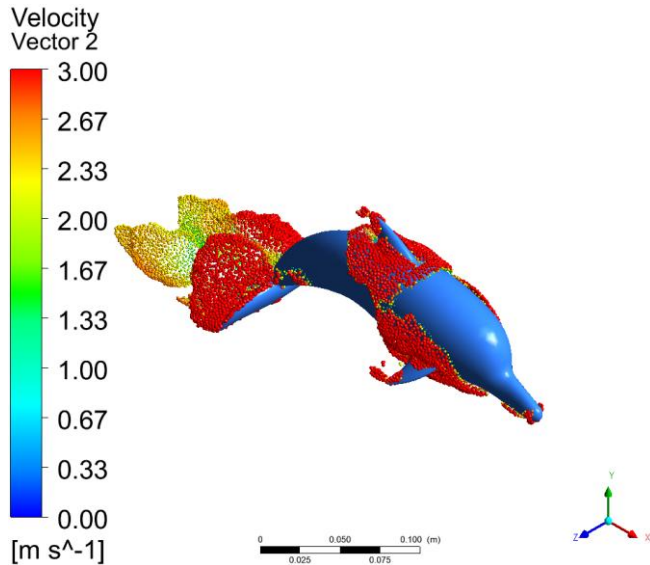 Velocity
Vector 2
3.00
2.67
2.33
2.00
1.67
1.33
1.00
0.67
0.33
0.00
[m s^-1]
0 0.050 0.100 (m)
0.025 0.075
Y
Z X